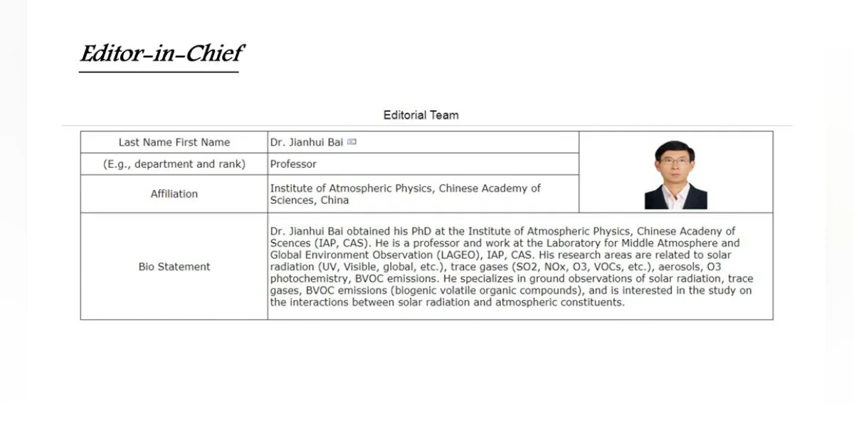 Editor-in-Chief
Editorial Team
Last Name First Name
Dr. Jianhui Bai
(E.g., department and rank)
Professor
Affiliation
Institute of Atmospheric Physics, Chinese Academy of
Sciences, China
Bio Statement
Dr. Jianhui Bai obtained his PhD at the Institute of Atmospheric Physics, Chinese Acadeny of
Scences (IAP, CAS). He is a professor and work at the Laboratory for Middle Atmosphere and
Global Environment Observation (LAGEO), IAP, CAS. His research areas are related to solar
radiation (UV, Visible, global, etc.), trace gases (SO2, NOx, O3, VOCs, etc.), aerosols, O3
photochemistry, BVOC emissions. He specializes in ground observations of solar radiation, trace
gases, BVOC emissions (biogenic volatile organic compounds), and is interested in the study on
the interactions between solar radiation and atmospheric constituents.